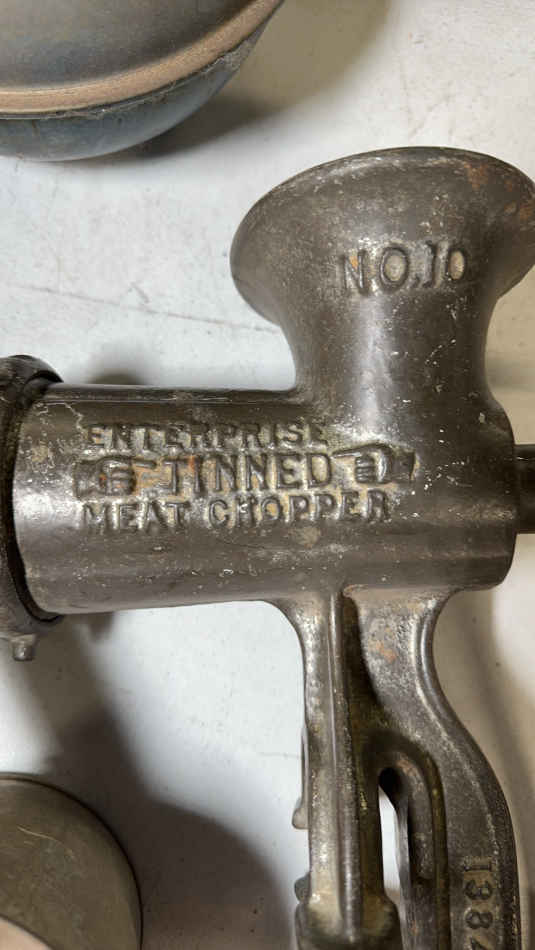 NO. 10
ENTERPRISE
TINNED
MEAT CHOPPER